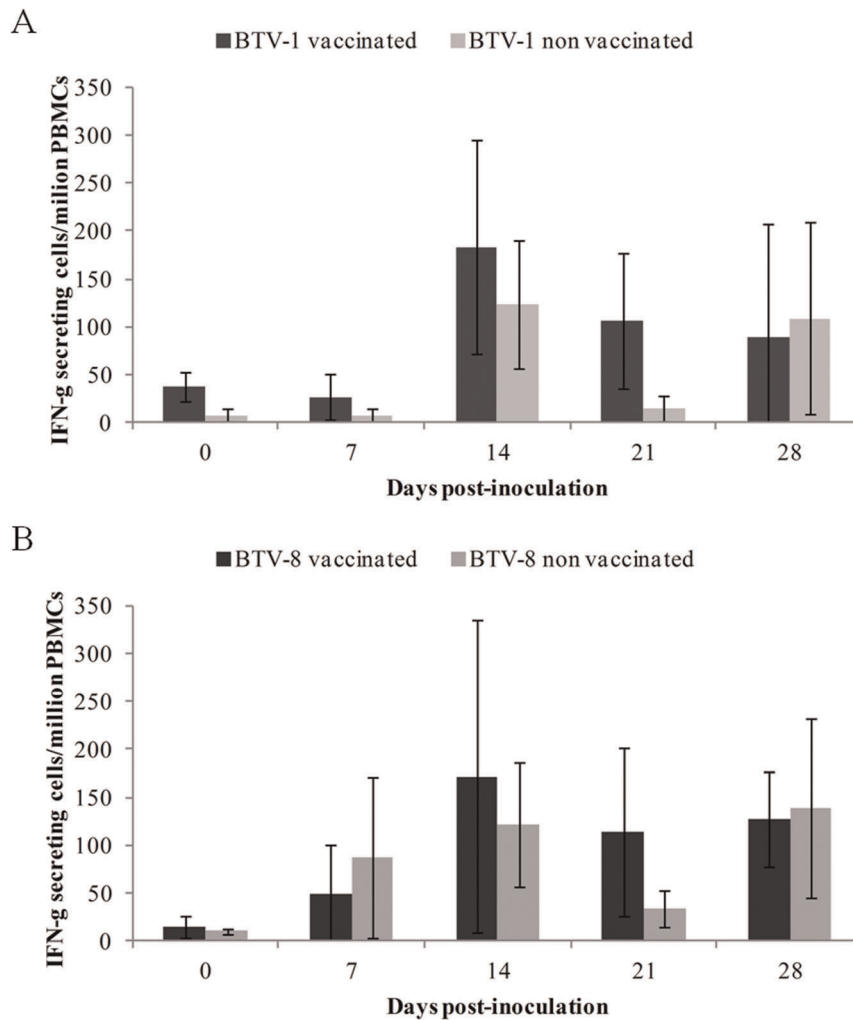 A
BTV-1 vaccinated BTV-1 non vaccinated
IFN-g secreting cells/milion PBMCs
350
300
250
200
150
100
50
0
0 7 14 21 28
Days post-inoculation
B
BTV-8 vaccinated BTV-8 non vaccinated
IFN-g secreting cells/million PBMCs
350
300
250
200
150
100
50
0
0 7 14 21 28
Days post-inoculation